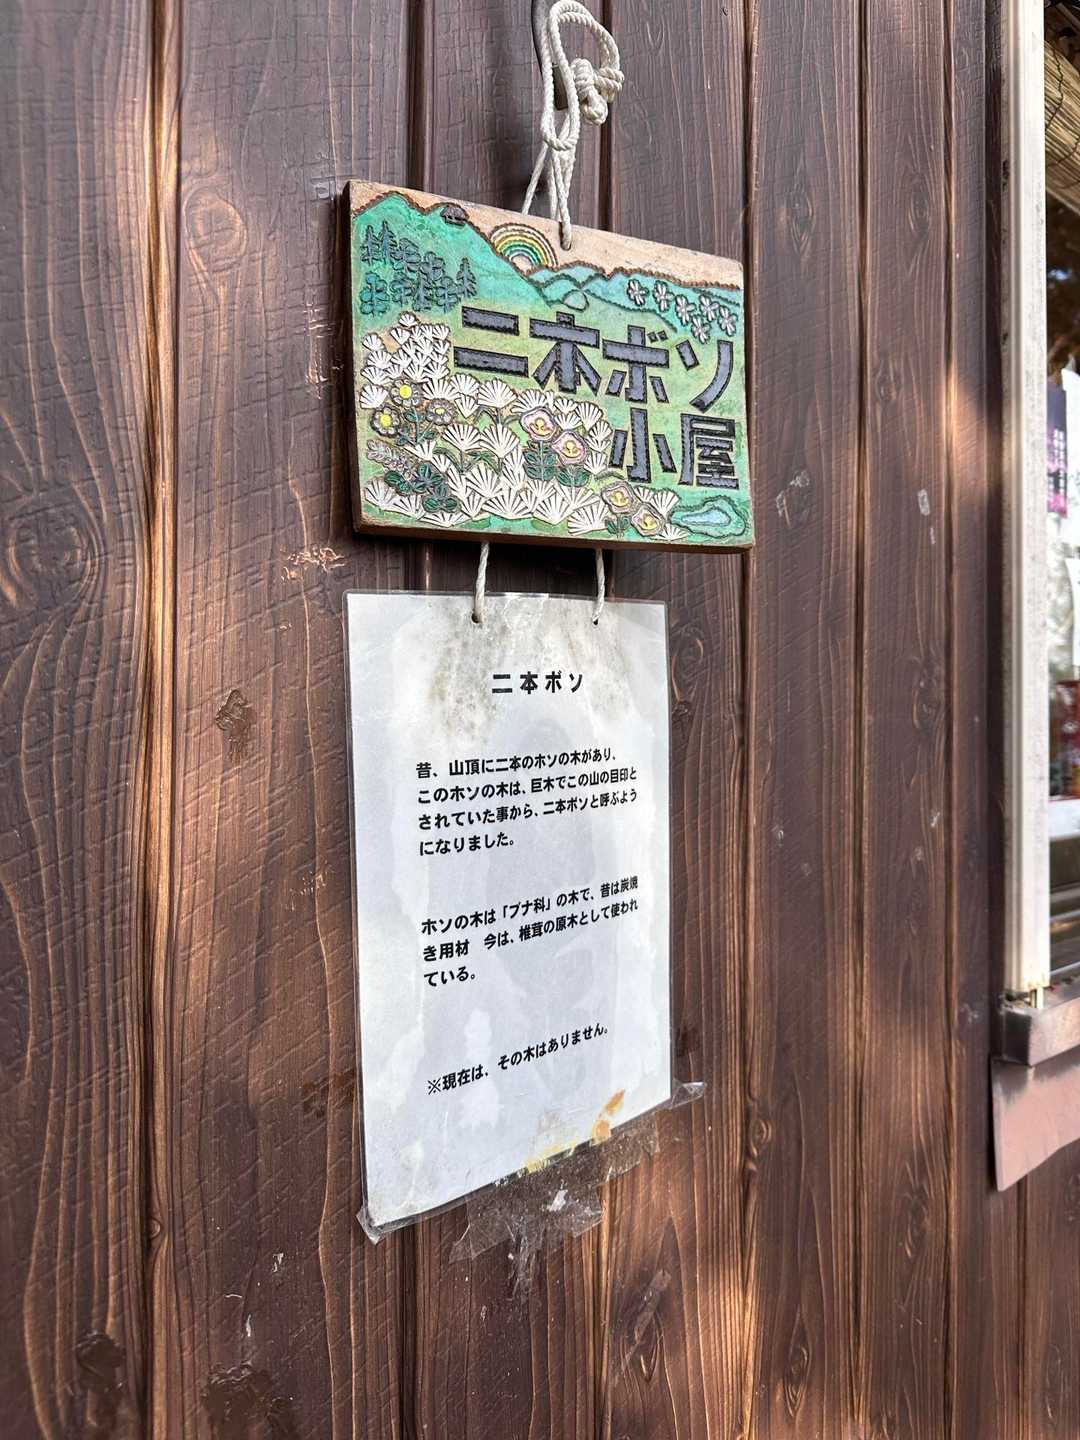 二本ボソ
小屋
二本ボソ
昔、山頂に二本のホソの木があり、
このホソの木は、巨木でこの山の目印と
されていた事から、二本ボソと呼ぶよう
になりました。
ホソの木は「ブナ科」の木で、昔は炭焼
き用材　今は、椎茸の原木として使われ
ている。
※現在は、その木はありません。